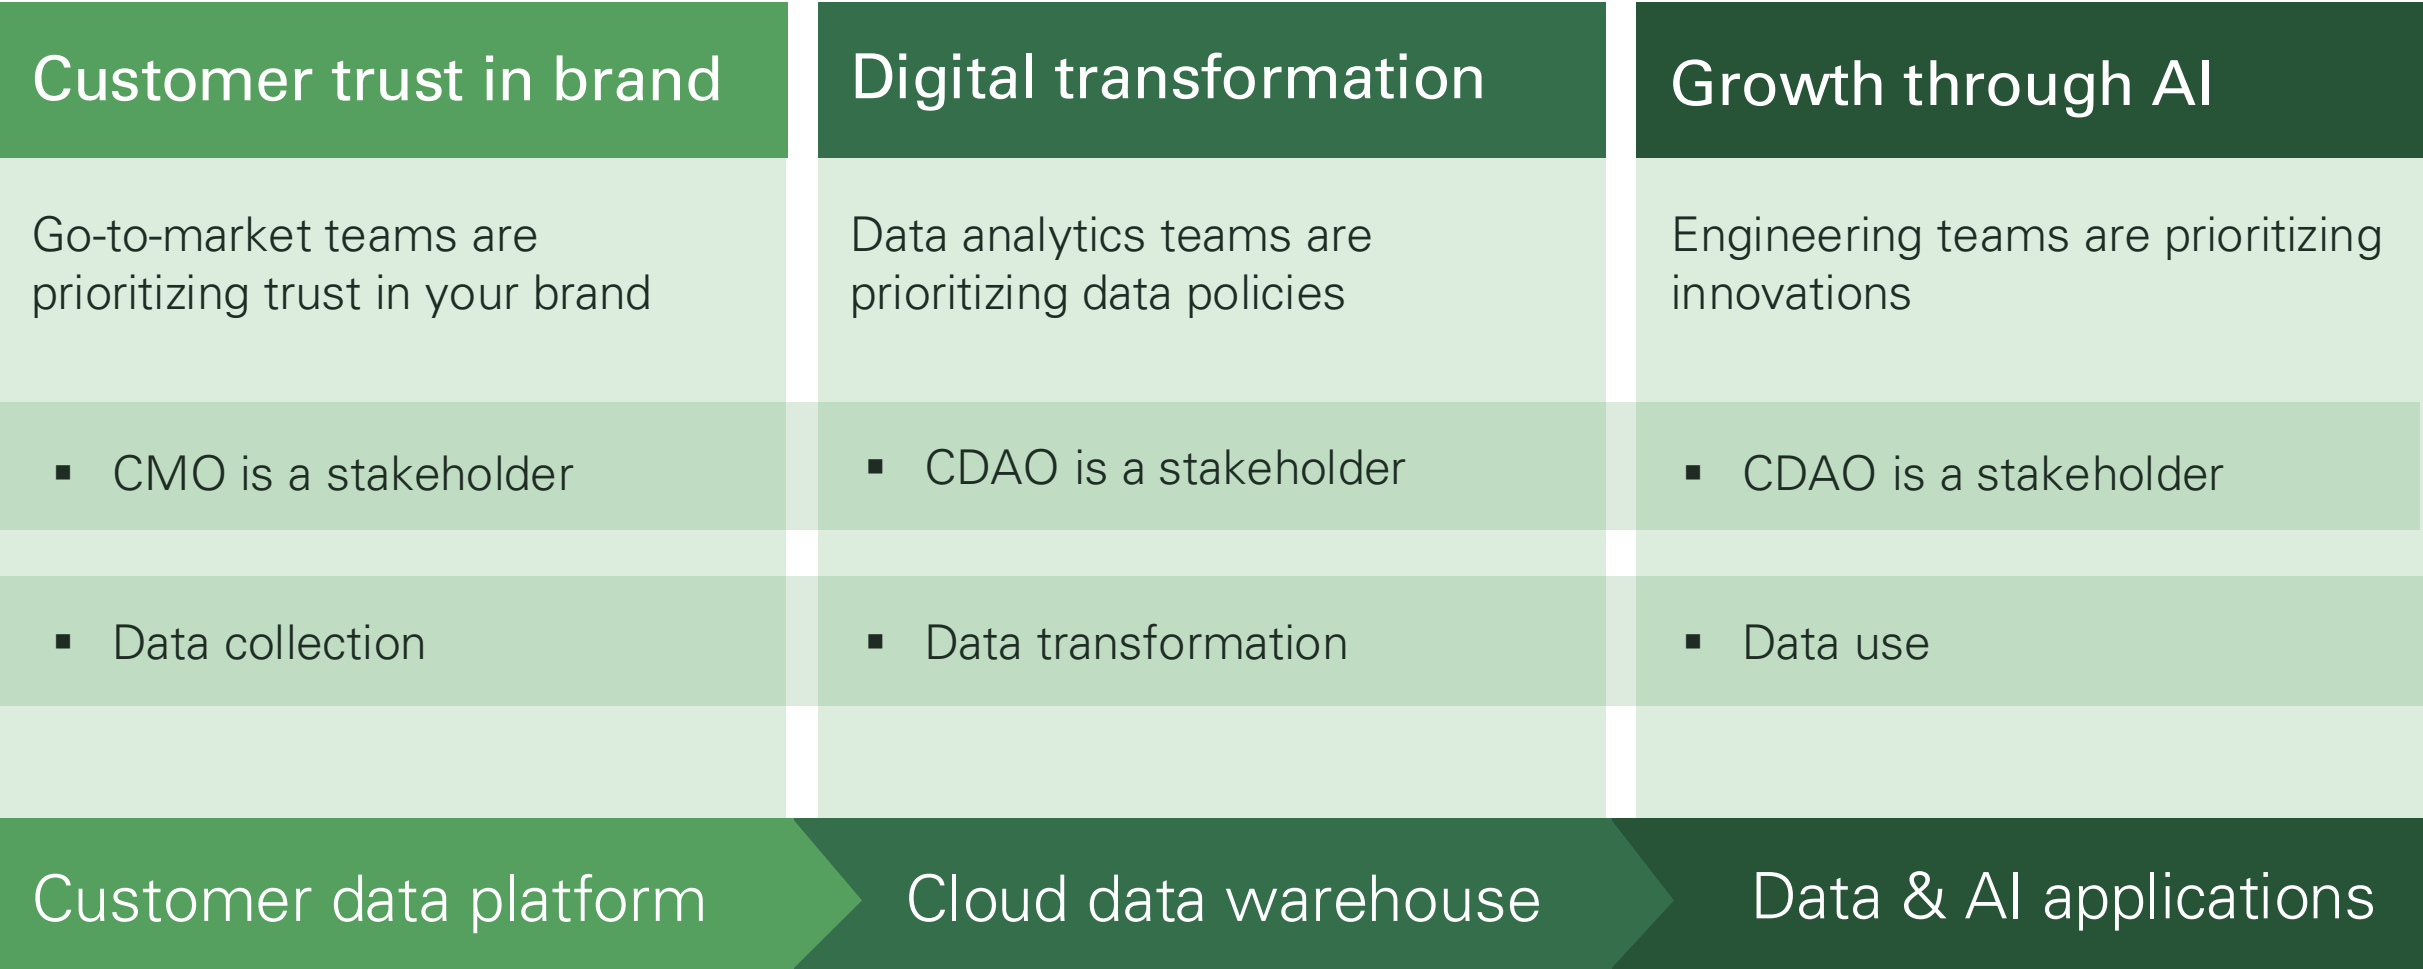 Customer trust in brand
Go-to-market teams are
prioritizing trust in your brand
▪ CMO is a stakeholder
▪ Data collection
Customer data platform
Digital transformation
Data analytics teams are
prioritizing data policies
▪ CDAO is a stakeholder
▪ Data transformation
Cloud data warehouse
Growth through AI
Engineering teams are prioritizing
innovations
▪ CDAO is a stakeholder
▪ Data use
Data & AI applications